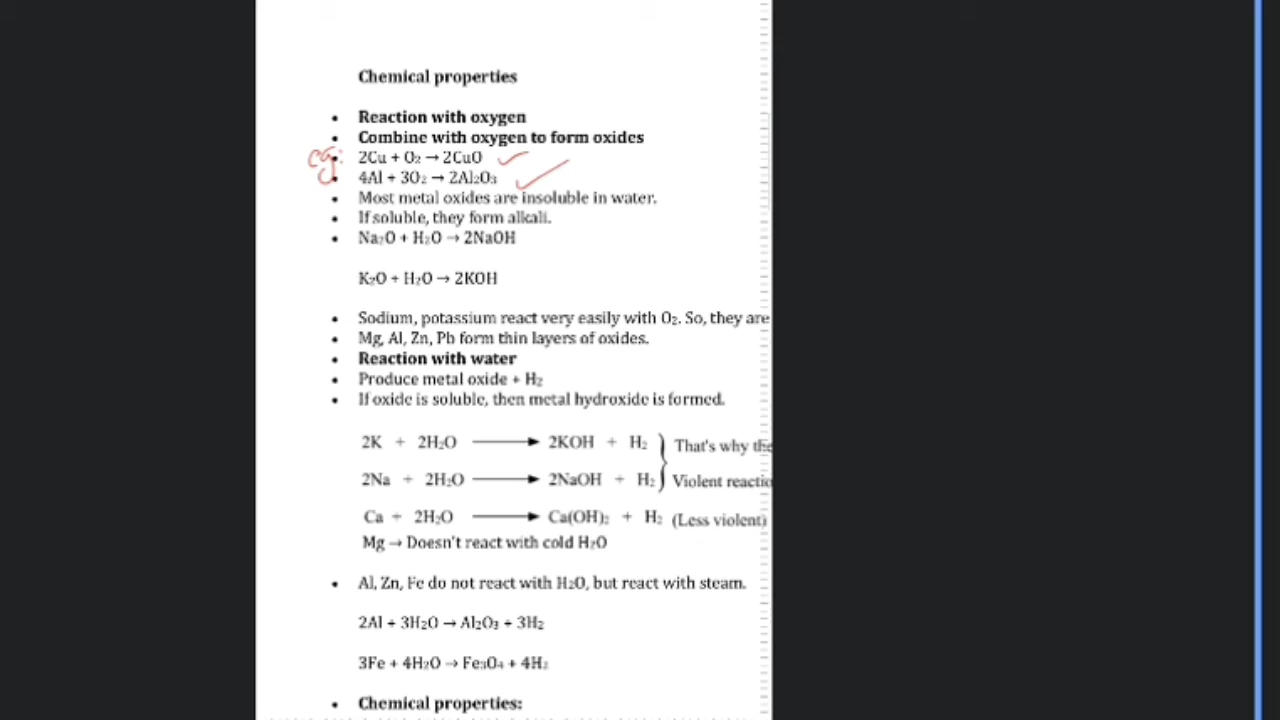 Chemical properties
• Reaction with oxygen
• Combine with oxygen to form oxides
eg:
• 2Cu + O₂ → 2CuO
• 4Al + 3O₂ → 2Al₂O₃
• Most metal oxides are insoluble in water.
• If soluble, they form alkali.
• Na₂O + H₂O → 2NaOH
K₂O + H₂O → 2KOH
• Sodium, potassium react very easily with O₂. So, they are
• Mg, Al, Zn, Pb form thin layers of oxides.
• Reaction with water
• Produce metal oxide + H₂
• If oxide is soluble, then metal hydroxide is formed.
2K + 2H₂O ⟶ 2KOH + H₂ } That's why
2Na + 2H₂O ⟶ 2NaOH + H₂ } Violent
Ca + 2H₂O ⟶ Ca(OH)₂ + H₂ (Less violent)
Mg → Doesn't react with cold H₂O
• Al, Zn, Fe do not react with H₂O, but react with steam.
2Al + 3H₂O → Al₂O₃ + 3H₂
3Fe + 4H₂O → Fe₃O₄ + 4H₂
• Chemical properties: